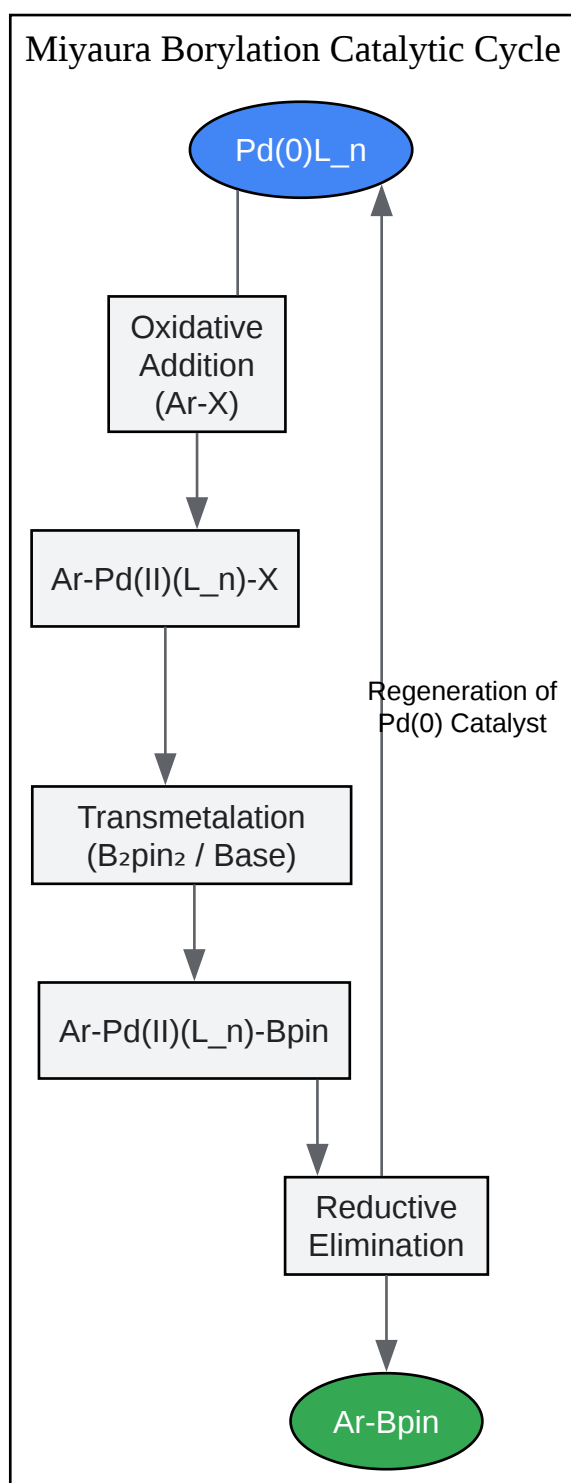 Miyaura Borylation Catalytic Cycle
Pd(0)L_n
Oxidative
Addition
(Ar-X)
Ar-Pd(II)(L_n)-X
Regeneration of
Pd(0) Catalyst
Transmetalation
(B₂pin₂ / Base)
Ar-Pd(II)(L_n)-Bpin
Reductive
Elimination
Ar-Bpin